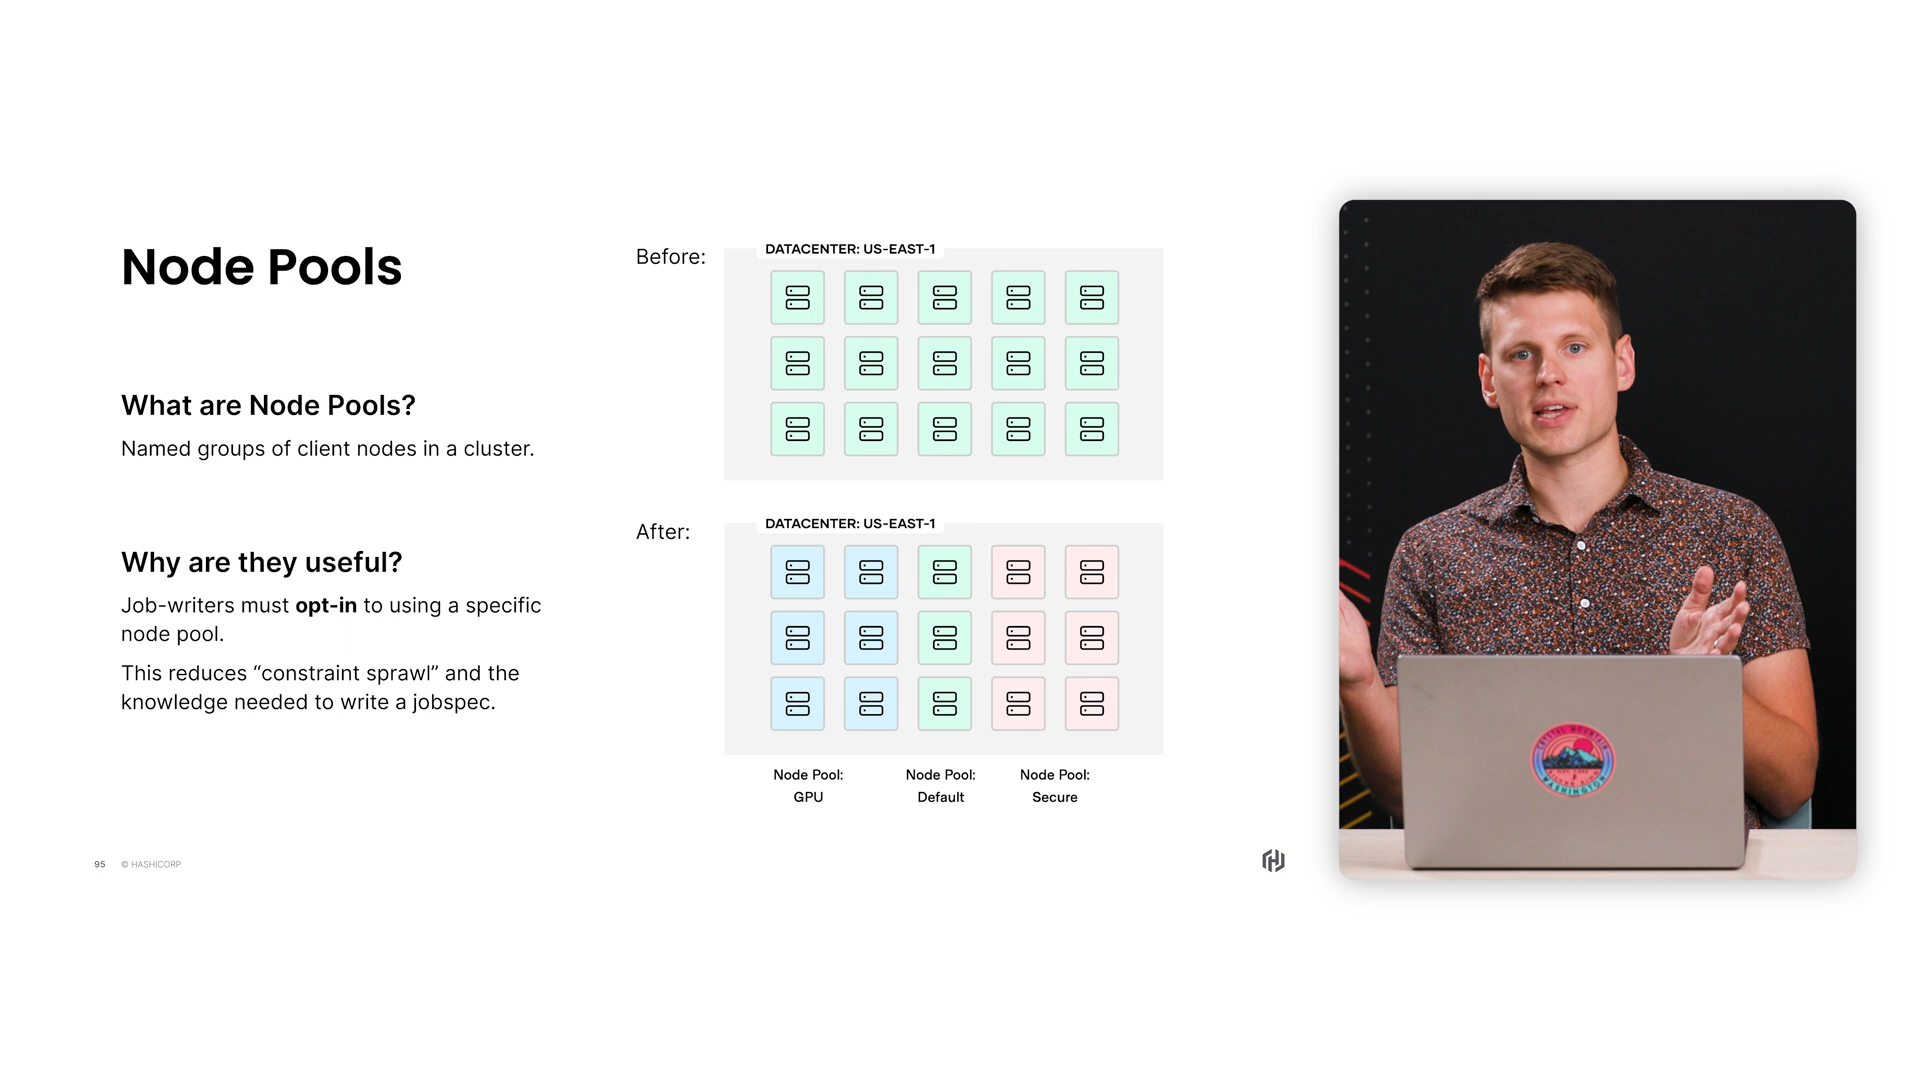 Node Pools
What are Node Pools?
Named groups of client nodes in a cluster.
Why are they useful?
Job-writers must opt-in to using a specific
node pool.
This reduces “constraint sprawl” and the
knowledge needed to write a jobspec.
Before:
DATACENTER: US-EAST-1
After:
DATACENTER: US-EAST-1
Node Pool:
GPU
Node Pool:
Default
Node Pool:
Secure
95 © HASHICORP
CRYSTAL MOUNTAIN
WASHINGTON